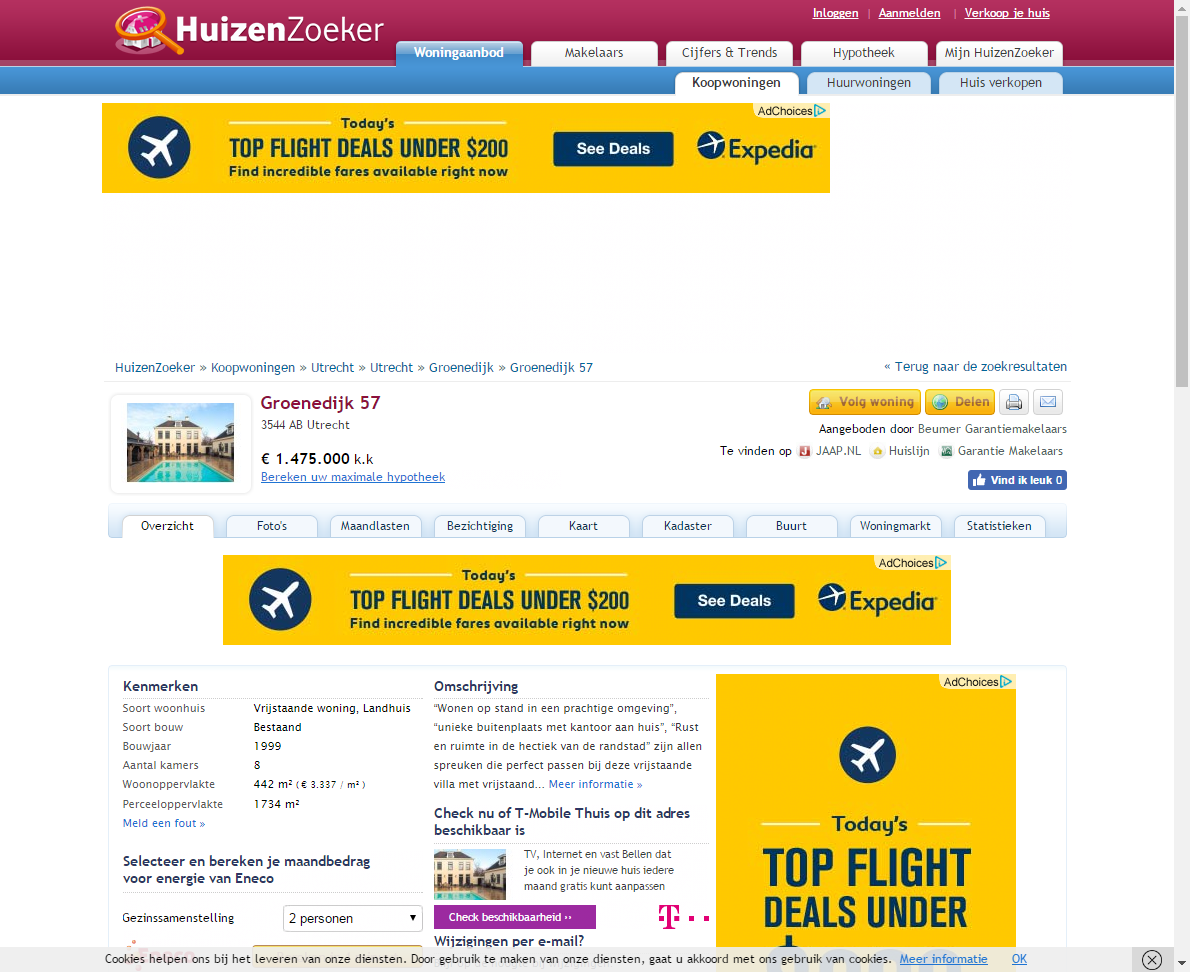 HuizenZoeker
Inloggen | Aanmelden | Verkoop je huis
Woningaanbod
Makelaars
Cijfers & Trends
Hypotheek
Mijn HuizenZoeker
Koopwoningen
Huurwoningen
Huis verkopen
AdChoices
Today's
TOP FLIGHT DEALS UNDER $200
Find incredible fares available right now
See Deals
Expedia
HuizenZoeker » Koopwoningen » Utrecht » Utrecht » Groenedijk » Groenedijk 57
« Terug naar de zoekresultaten
Groenedijk 57
3544 AB Utrecht
€ 1.475.000 k.k
Bereken uw maximale hypotheek
Volg woning
Delen
Aangeboden door Beumer Garantiemakelaars
Te vinden op JAAP.NL Huislijn Garantie Makelaars
Vind ik leuk 0
Overzicht
Foto's
Maandlasten
Bezichtiging
Kaart
Kadaster
Buurt
Woningmarkt
Statistieken
AdChoices
Today's
TOP FLIGHT DEALS UNDER $200
Find incredible fares available right now
See Deals
Expedia
Kenmerken
Soort woonhuis Vrijstaande woning, Landhuis
Soort bouw Bestaand
Bouwjaar 1999
Aantal kamers 8
Woonoppervlakte 442 m² ( € 3.337 / m² )
Perceeloppervlakte 1734 m²
Meld een fout »
Selecteer en bereken je maandbedrag
voor energie van Eneco
Gezinssamenstelling 2 personen
Omschrijving
“Wonen op stand in een prachtige omgeving”,
“unieke buitenplaats met kantoor aan huis”, “Rust
en ruimte in de hectiek van de randstad” zijn allen
spreuken die perfect passen bij deze vrijstaande
villa met vrijstaand... Meer informatie »
Check nu of T-Mobile Thuis op dit adres
beschikbaar is
TV, Internet en vast Bellen dat
je ook in je nieuwe huis iedere
maand gratis kunt aanpassen
Check beschikbaarheid ››
T
Wijzigingen per e-mail?
AdChoices
Today's
TOP FLIGHT
DEALS UNDER
Cookies helpen ons bij het leveren van onze diensten. Door gebruik te maken van onze diensten, gaat u akkoord met ons gebruik van cookies. Meer informatie OK